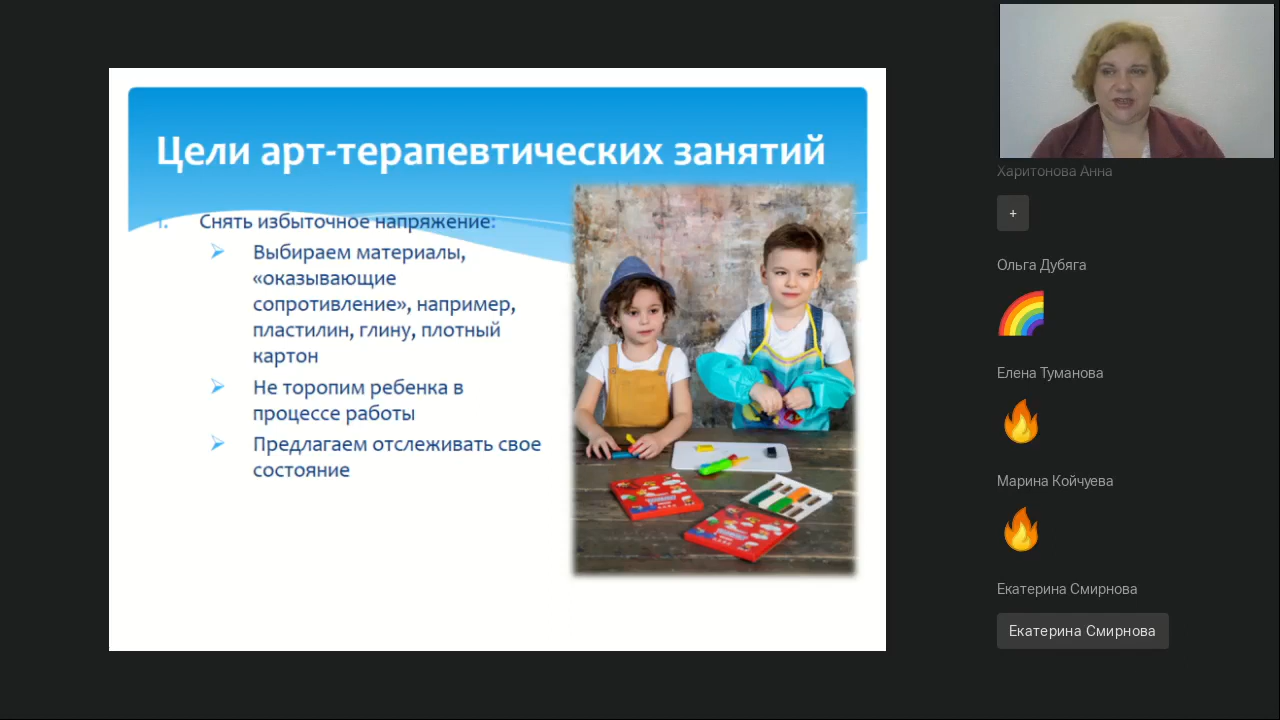 Цели арт-терапевтических занятий
1. Снять избыточное напряжение:
Выбираем материалы,
«оказывающие
сопротивление», например,
пластилин, глину, плотный
картон
Не торопим ребенка в
процессе работы
Предлагаем отслеживать свое
состояние
Харитонова Анна
+
Ольга Дубяга
Елена Туманова
Марина Койчуева
Екатерина Смирнова
Екатерина Смирнова